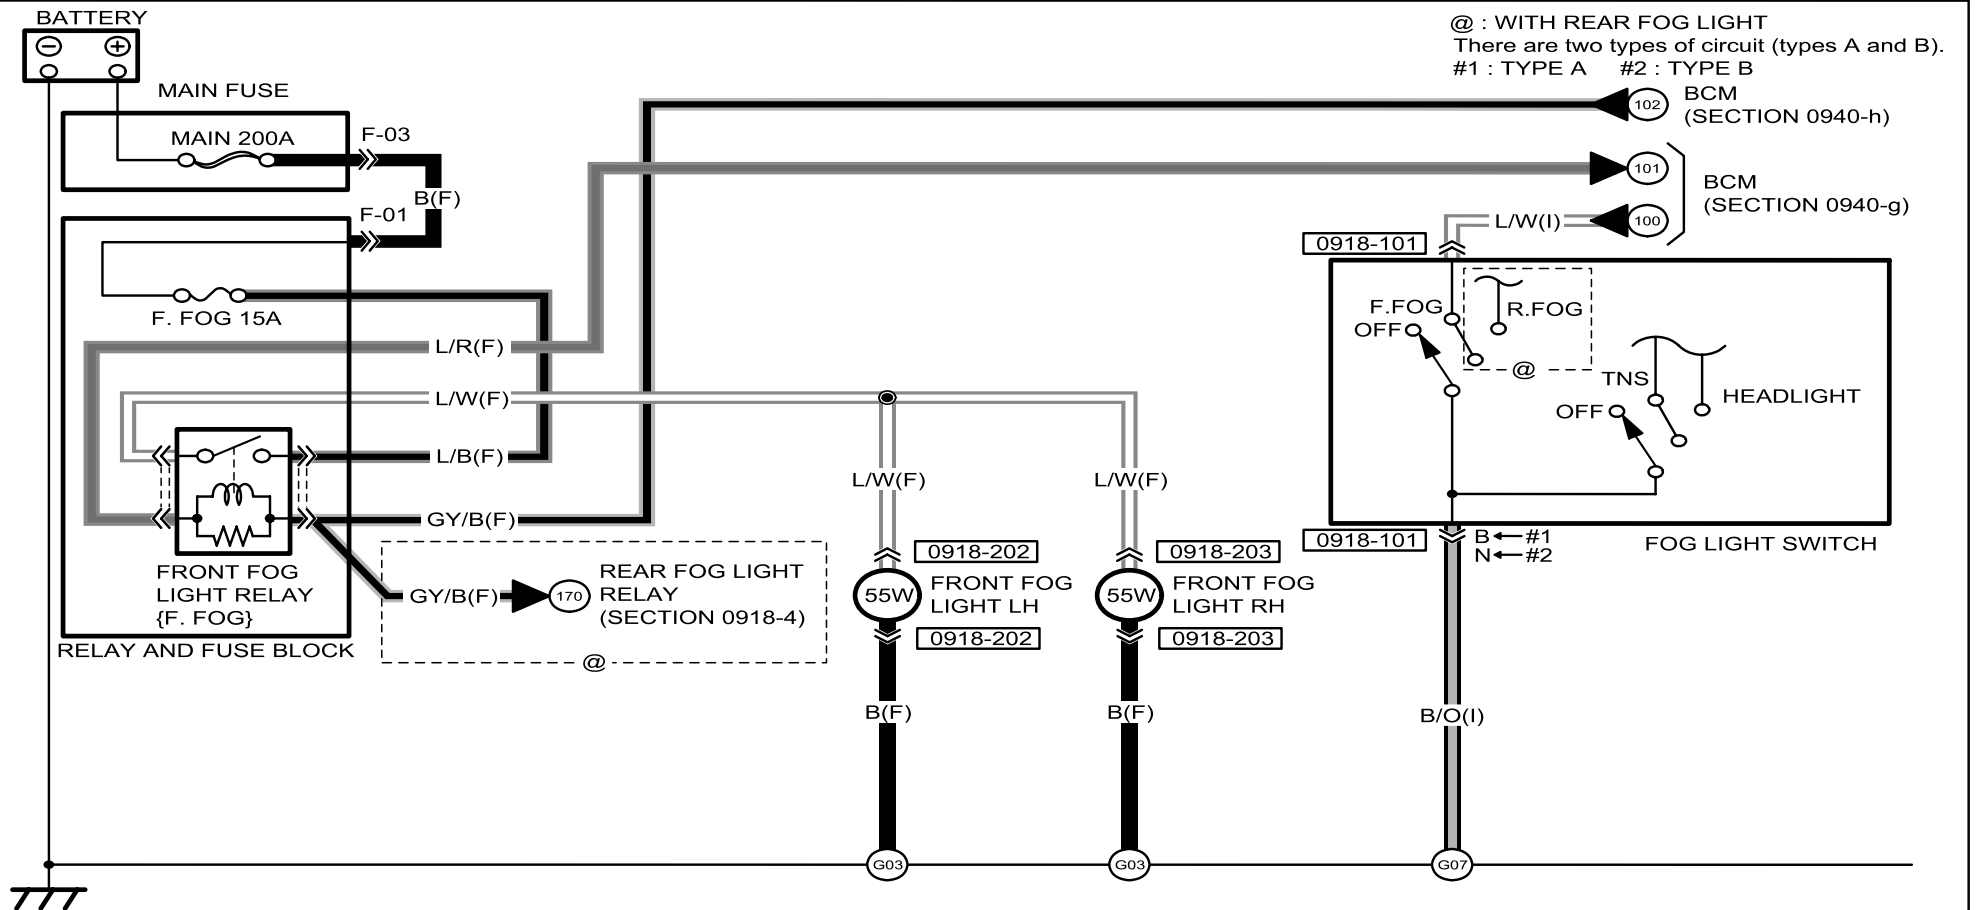 BATTERY
@ : WITH REAR FOG LIGHT
There are two types of circuit (types A and B).
#1 : TYPE A #2 : TYPE B
MAIN FUSE
102
BCM
(SECTION 0940-h)
MAIN 200A
F-03
101
BCM
(SECTION 0940-g)
B(F)
F-01
L/W(I)
100
0918-101
F.FOG
R.FOG
OFF
F. FOG 15A
L/R(F)
@
TNS
HEADLIGHT
L/W(F)
OFF
L/B(F)
L/W(F)
L/W(F)
GY/B(F)
0918-101
B #1
N #2
FOG LIGHT SWITCH
0918-202
0918-203
FRONT FOG
LIGHT RELAY
{F. FOG}
GY/B(F)
170
REAR FOG LIGHT
RELAY
(SECTION 0918-4)
55W
FRONT FOG
LIGHT LH
55W
FRONT FOG
LIGHT RH
0918-202
0918-203
RELAY AND FUSE BLOCK
@
B(F)
B(F)
B/O(I)
G03
G03
G07